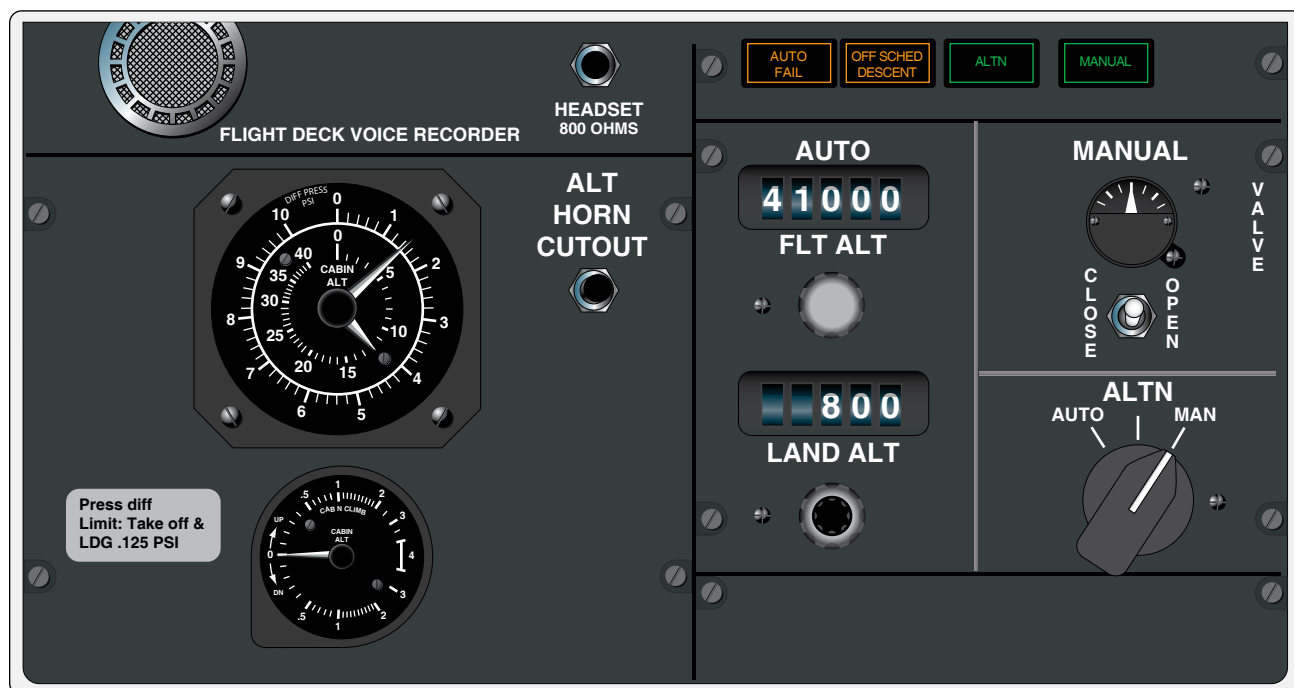 AUTO
FAIL
OFF SCHED
DESCENT
ALTN
MANUAL
HEADSET
800 OHMS
FLIGHT DECK VOICE RECORDER
AUTO
41000
FLT ALT
MANUAL
VALVE
CLOSE
OPEN
ALT
HORN
CUTOUT
DIFF PRESS
PSI
0
1
2
3
4
5
6
7
8
9
10
0
5
10
15
20
25
30
35
40
CABIN
ALT
800
LAND ALT
ALTN
AUTO
MAN
Press diff
Limit: Take off &
LDG .125 PSI
UP
0
DN
.5
1
2
3
4
3
2
1
.5
CAB N CLIMB
CABIN
ALT